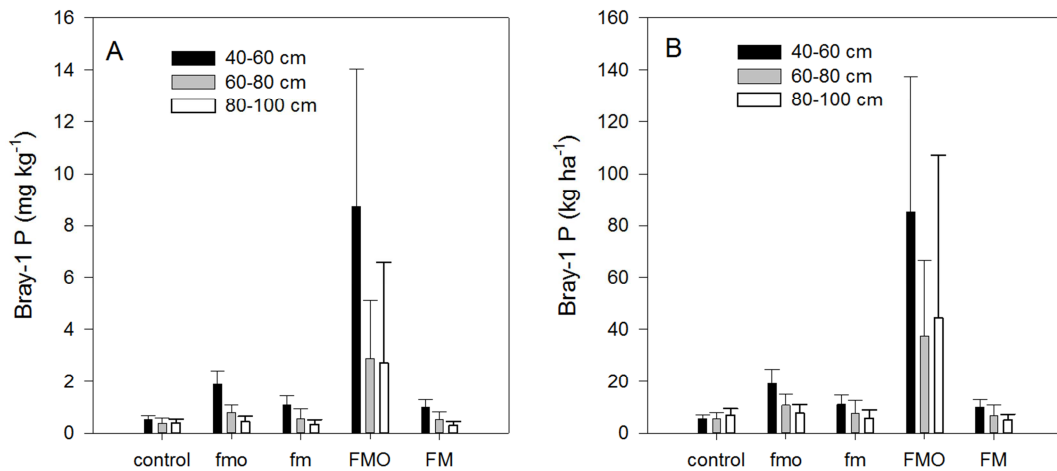 A
40-60 cm
60-80 cm
80-100 cm
Bray-1 P (mg kg⁻¹)
16
14
12
10
8
6
4
2
0
control fmo fm FMO FM
B
40-60 cm
60-80 cm
80-100 cm
Bray-1 P (kg ha⁻¹)
160
140
120
100
80
60
40
20
0
control fmo fm FMO FM